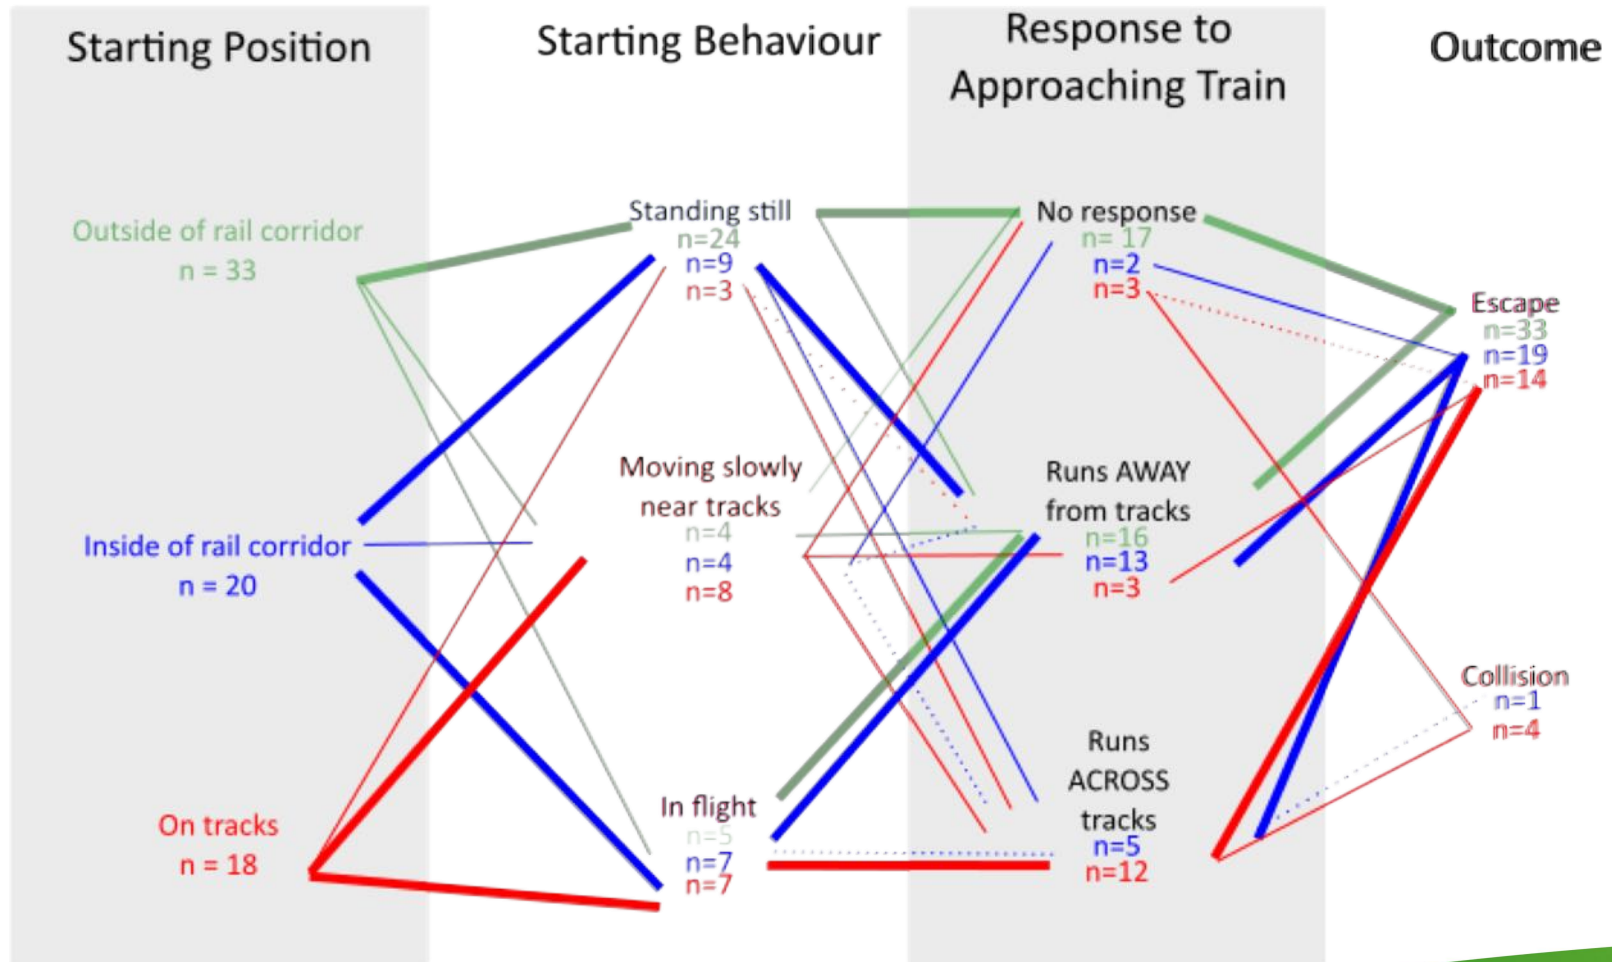 Starting Position
Starting Behaviour
Response to
Approaching Train
Outcome
Outside of rail corridor
n = 33
Inside of rail corridor
n = 20
On tracks
n = 18
Standing still
n=24
n=9
n=3
Moving slowly
near tracks
n=4
n=4
n=8
In flight
n=5
n=7
n=7
No response
n= 17
n=2
n=3
Runs AWAY
from tracks
n=16
n=13
n=3
Runs
ACROSS
tracks
n=5
n=12
Escape
n=33
n=19
n=14
Collision
n=1
n=4